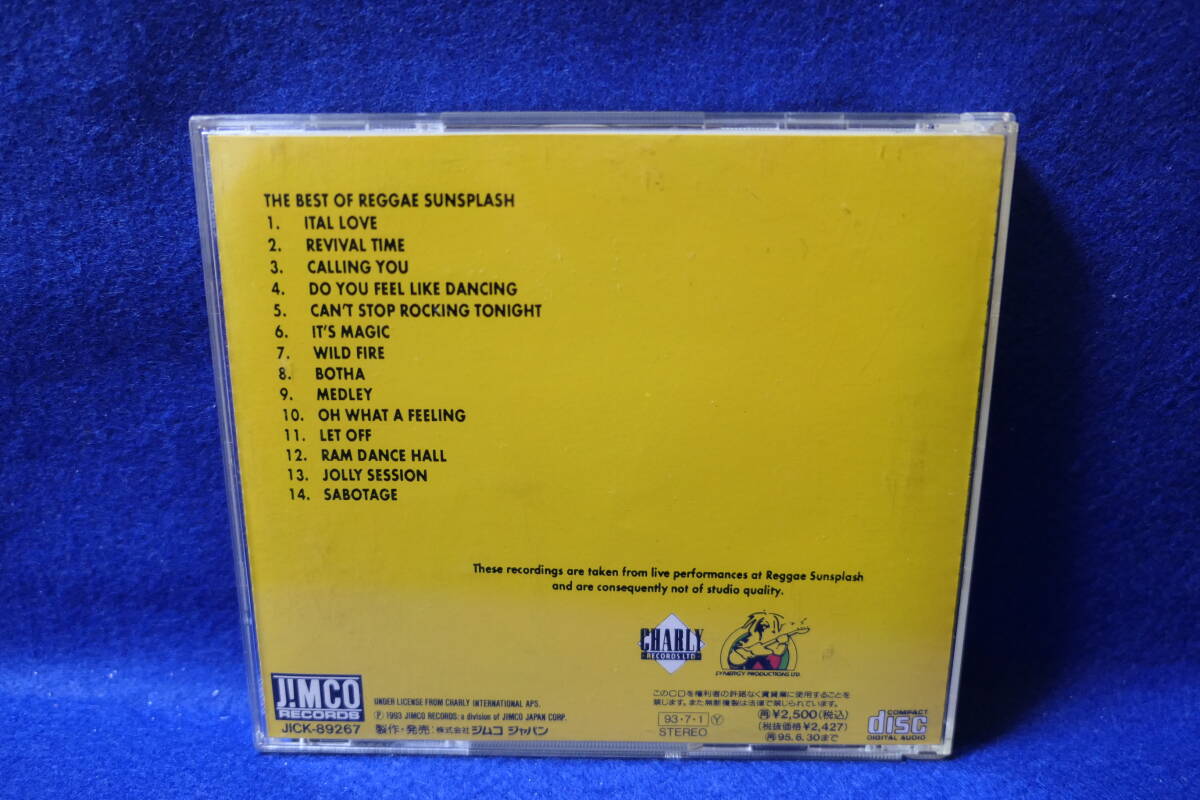 THE BEST OF REGGAE SUNSPLASH
1. ITAL LOVE
2. REVIVAL TIME
3. CALLING YOU
4. DO YOU FEEL LIKE DANCING
5. CAN'T STOP ROCKING TONIGHT
6. IT'S MAGIC
7. WILD FIRE
8. BOTHA
9. MEDLEY
10. OH WHAT A FEELING
11. LET OFF
12. RAM DANCE HALL
13. JOLLY SESSION
14. SABOTAGE
These recordings are taken from live performances at Reggae Sunsplash
and are consequently not of studio quality.
CHARLY
RECORDS LTD
SYNERGY PRODUCTIONS LTD.
J!MCO
RECORDS
JICK-89267
UNDER LICENSE FROM CHARLY INTERNATIONAL APS.
Ⓟ 1993 JIMCO RECORDS: a division of JIMCO JAPAN CORP.
製作・発売：株式会社 ジムコ ジャパン
93・7・1 Ⓨ
STEREO
このCDを権利者の許諾なく賃貸業に使用することを
禁じます。また無断複製は法律で禁じられています。
再¥2,500(税込)
(税抜価格¥2,427)
再95.6.30まで
COMPACT
disc
DIGITAL AUDIO